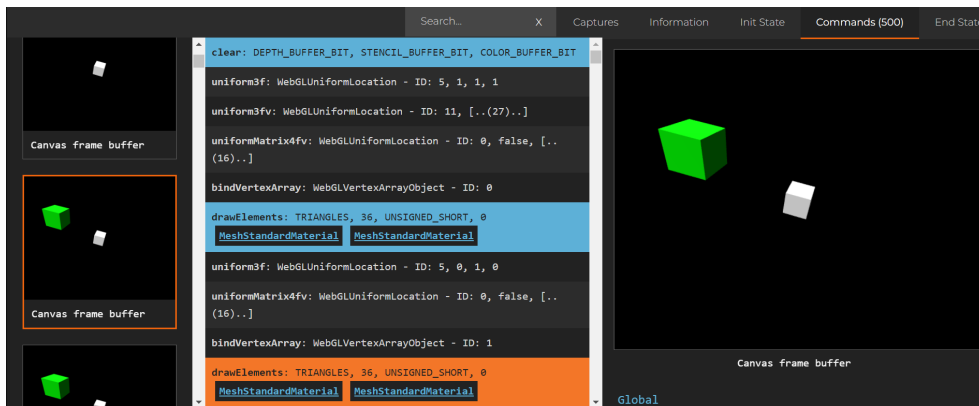 Search... X Captures Information Init State Commands (500) End State
Canvas frame buffer
Canvas frame buffer
clear: DEPTH_BUFFER_BIT, STENCIL_BUFFER_BIT, COLOR_BUFFER_BIT
uniform3f: WebGLUniformLocation - ID: 5, 1, 1, 1
uniform3fv: WebGLUniformLocation - ID: 11, [..(27)..]
uniformMatrix4fv: WebGLUniformLocation - ID: 0, false, [..
(16)..]
bindVertexArray: WebGLVertexArrayObject - ID: 0
drawElements: TRIANGLES, 36, UNSIGNED_SHORT, 0
MeshStandardMaterial MeshStandardMaterial
uniform3f: WebGLUniformLocation - ID: 5, 0, 1, 0
uniformMatrix4fv: WebGLUniformLocation - ID: 0, false, [..
(16)..]
bindVertexArray: WebGLVertexArrayObject - ID: 1
drawElements: TRIANGLES, 36, UNSIGNED_SHORT, 0
MeshStandardMaterial MeshStandardMaterial
Canvas frame buffer
Global